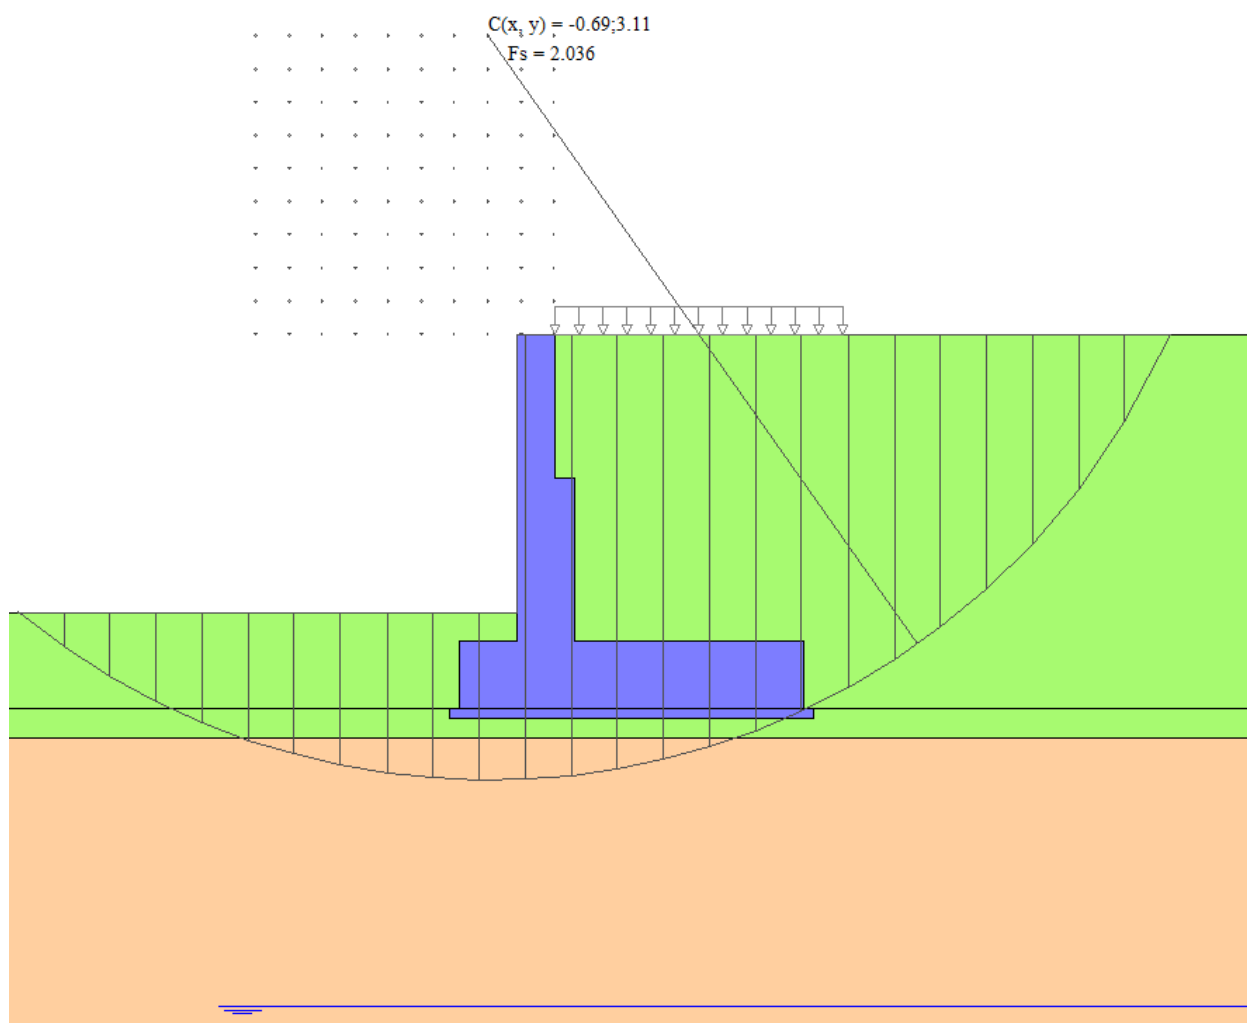 C(x, y) = -0.69;3.11
Fs = 2.036